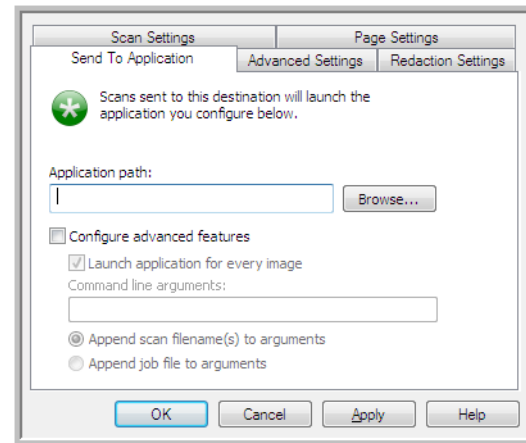 Scan Settings Page Settings
Send To Application Advanced Settings Redaction Settings
Scans sent to this destination will launch the
application you configure below.
Application path:
Browse...
Configure advanced features
Launch application for every image
Command line arguments:
Append scan filename(s) to arguments
Append job file to arguments
OK Cancel Apply Help